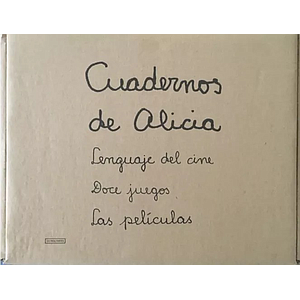 Cuadernos
de Alicia
Lenguaje del cine
Doce juegos
Las películas